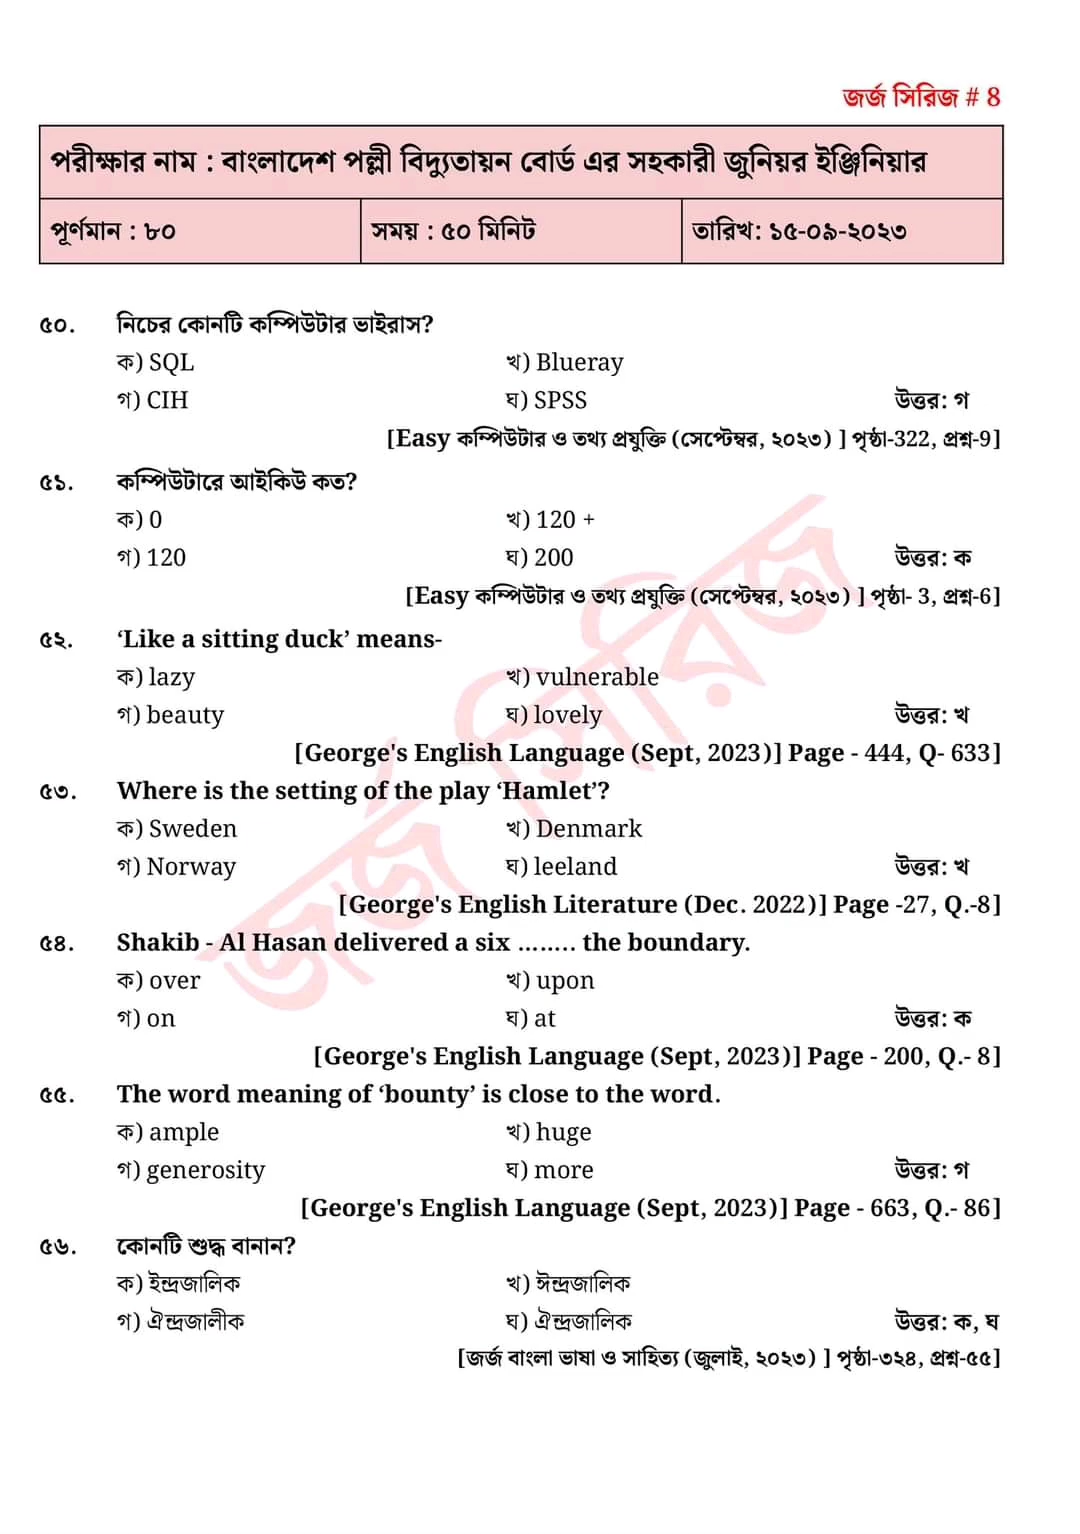 জর্জ সিরিজ # 8
পরীক্ষার নাম : বাংলাদেশ পল্লী বিদ্যুতায়ন বোর্ড এর সহকারী জুনিয়র ইঞ্জিনিয়ার
পূর্ণমান : ৮০ সময় : ৫০ মিনিট তারিখ: ১৫-০৯-২০২৩
৫০. নিচের কোনটি কম্পিউটার ভাইরাস?
ক) SQL খ) Blueray
গ) CIH ঘ) SPSS উত্তর: গ
[Easy কম্পিউটার ও তথ্য প্রযুক্তি (সেপ্টেম্বর, ২০২৩) ] পৃষ্ঠা-322, প্রশ্ন-9]
৫১. কম্পিউটারে আইকিউ কত?
ক) 0 খ) 120 +
গ) 120 ঘ) 200 উত্তর: ক
[Easy কম্পিউটার ও তথ্য প্রযুক্তি (সেপ্টেম্বর, ২০২৩) ] পৃষ্ঠা- 3, প্রশ্ন-6]
৫২. ‘Like a sitting duck’ means-
ক) lazy খ) vulnerable
গ) beauty ঘ) lovely উত্তর: খ
[George's English Language (Sept, 2023)] Page - 444, Q- 633]
৫৩. Where is the setting of the play ‘Hamlet’?
ক) Sweden খ) Denmark
গ) Norway ঘ) leeland উত্তর: খ
[George's English Literature (Dec. 2022)] Page -27, Q.-8]
৫৪. Shakib - Al Hasan delivered a six ........ the boundary.
ক) over খ) upon
গ) on ঘ) at উত্তর: ক
[George's English Language (Sept, 2023)] Page - 200, Q.- 8]
৫৫. The word meaning of ‘bounty’ is close to the word.
ক) ample খ) huge
গ) generosity ঘ) more উত্তর: গ
[George's English Language (Sept, 2023)] Page - 663, Q.- 86]
৫৬. কোনটি শুদ্ধ বানান?
ক) ইন্দ্রজালিক খ) ঈন্দ্রজালিক
গ) ঐন্দ্রজালীক ঘ) ঐন্দ্রজালিক উত্তর: ক, ঘ
[জর্জ বাংলা ভাষা ও সাহিত্য (জুলাই, ২০২৩) ] পৃষ্ঠা-৩২৪, প্রশ্ন-৫৫]
জর্জ সিরিজ